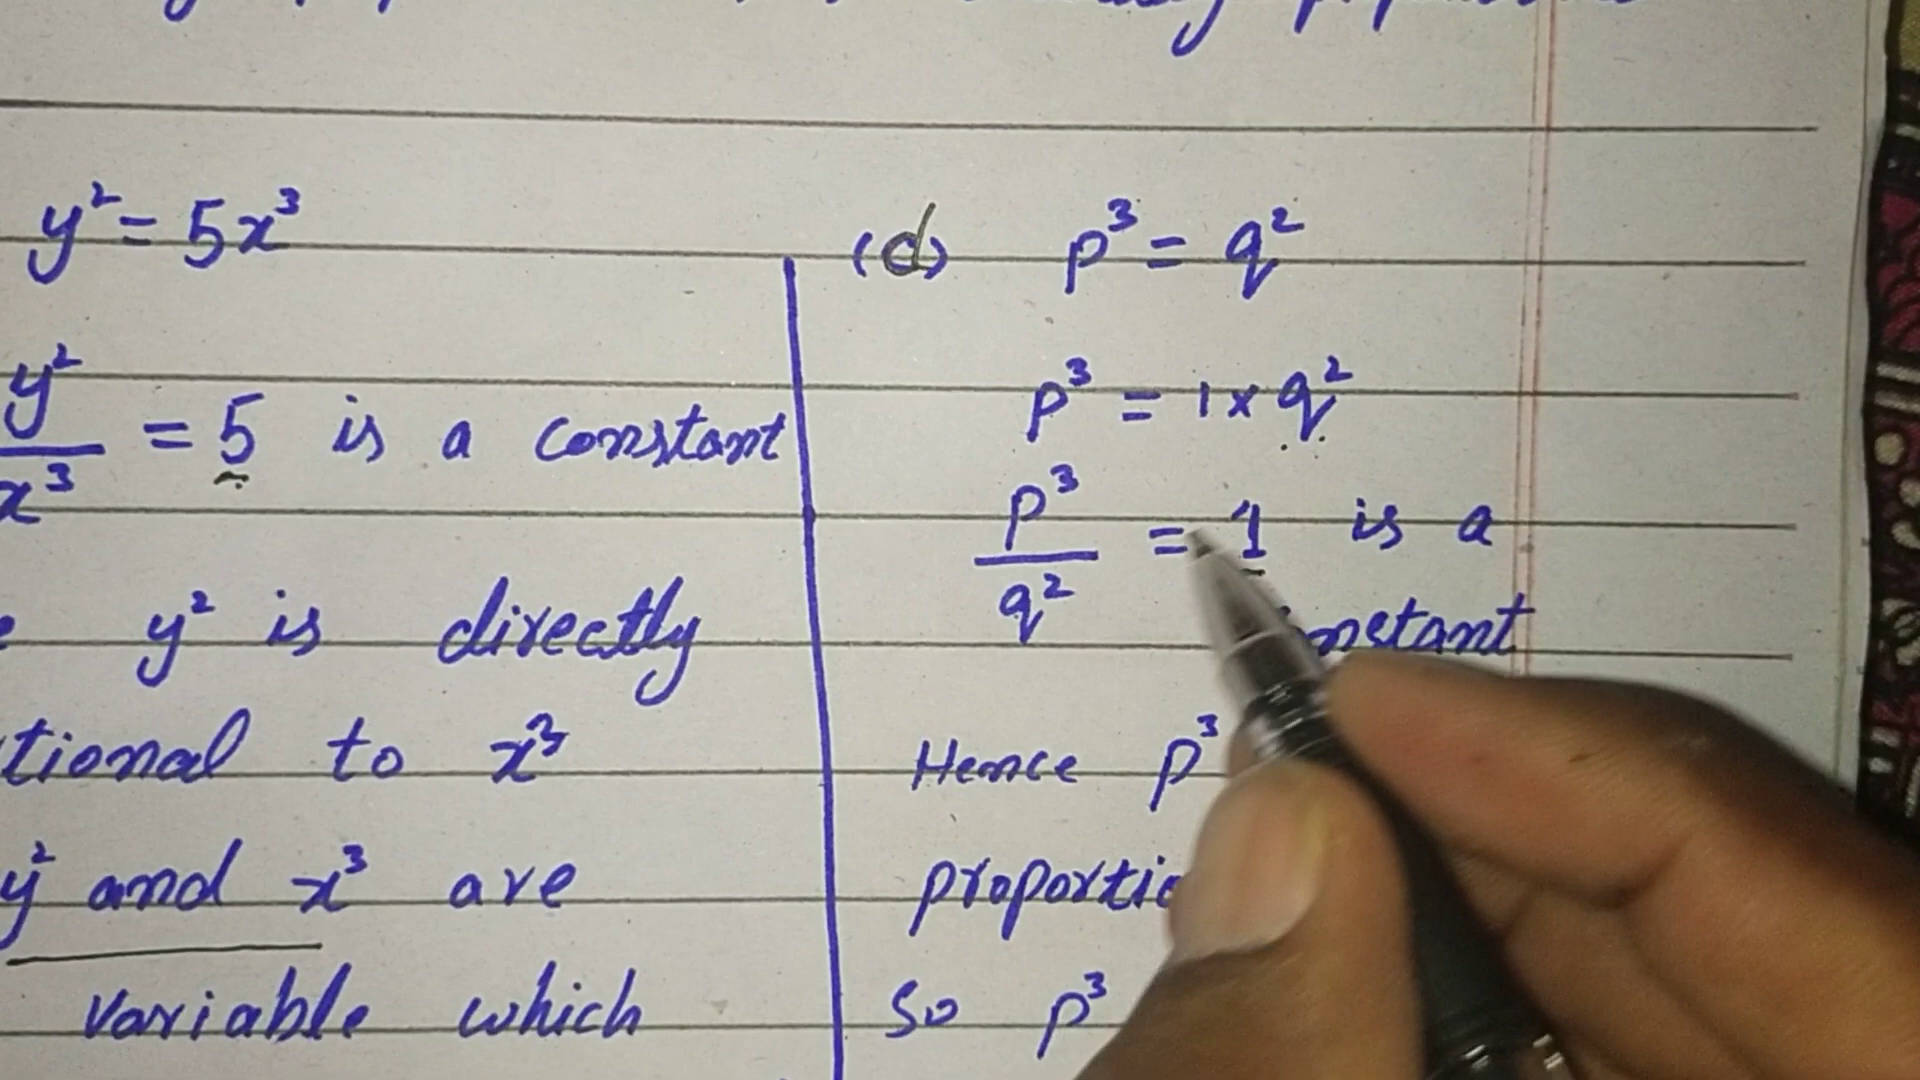 y² = 5x³
y²/x³ = 5 is a constant
y² is directly
tional to x³
y² and x³ are
variable which
(d) p³ = q²
p³ = 1 × q²
p³/q² = 1 is a
nstant
Hence p³
proportio
So p³